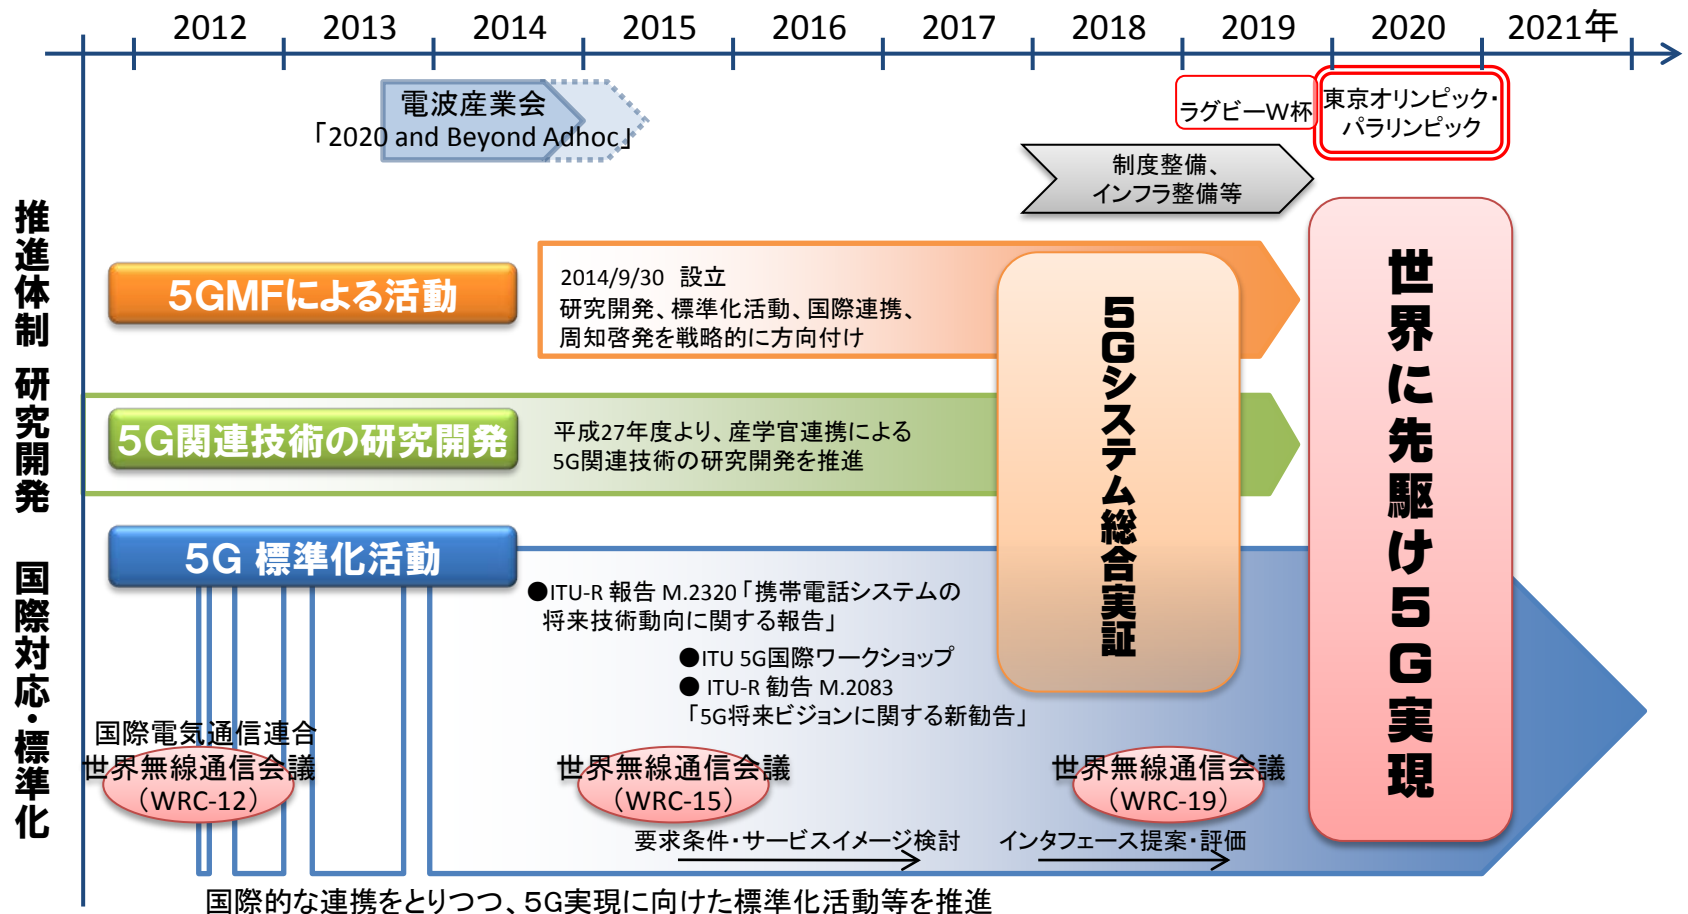 2012 2013 2014 2015 2016 2017 2018 2019 2020 2021年
電波産業会
「2020 and Beyond Adhoc」
ラグビーW杯
東京オリンピック・
パラリンピック
制度整備、
インフラ整備等
推進体制
5GMFによる活動
2014/9/30 設立
研究開発、標準化活動、国際連携、
周知啓発を戦略的に方向付け
研究開発
5G関連技術の研究開発
平成27年度より、産学官連携による
5G関連技術の研究開発を推進
国際対応・標準化
5G 標準化活動
●ITU-R 報告 M.2320「携帯電話システムの
将来技術動向に関する報告」
●ITU 5G国際ワークショップ
● ITU-R 勧告 M.2083
「5G将来ビジョンに関する新勧告」
5Gシステム総合実証
世界に先駆け5G実現
国際電気通信連合
世界無線通信会議
（WRC-12）
世界無線通信会議
（WRC-15）
世界無線通信会議
（WRC-19）
要求条件・サービスイメージ検討
インタフェース提案・評価
国際的な連携をとりつつ、5G実現に向けた標準化活動等を推進